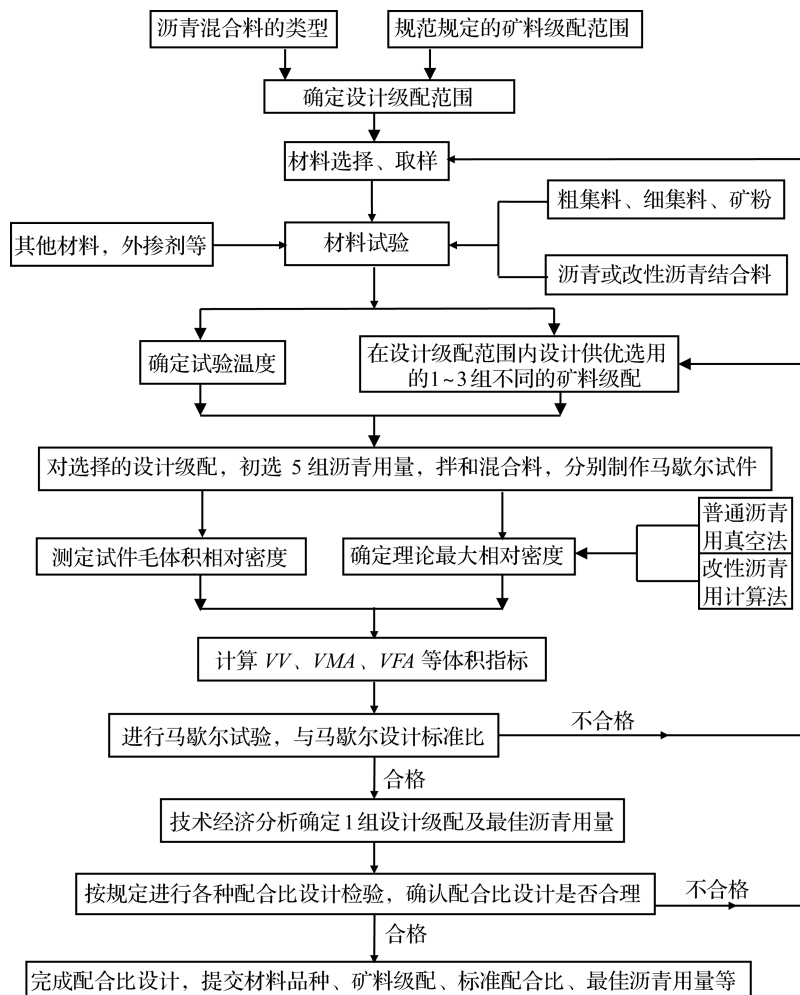 沥青混合料的类型
规范规定的矿料级配范围
确定设计级配范围
材料选择、取样
粗集料、细集料、矿粉
其他材料，外掺剂等
材料试验
沥青或改性沥青结合料
确定试验温度
在设计级配范围内设计供优选用
的1~3组不同的矿料级配
对选择的设计级配，初选 5组沥青用量，拌和混合料，分别制作马歇尔试件
普通沥青
用真空法
改性沥青
用计算法
测定试件毛体积相对密度
确定理论最大相对密度
计算 VV、VMA、VFA 等体积指标
进行马歇尔试验，与马歇尔设计标准比
不合格
合格
技术经济分析确定1组设计级配及最佳沥青用量
按规定进行各种配合比设计检验，确认配合比设计是否合理
不合格
合格
完成配合比设计，提交材料品种、矿料级配、标准配合比、最佳沥青用量等